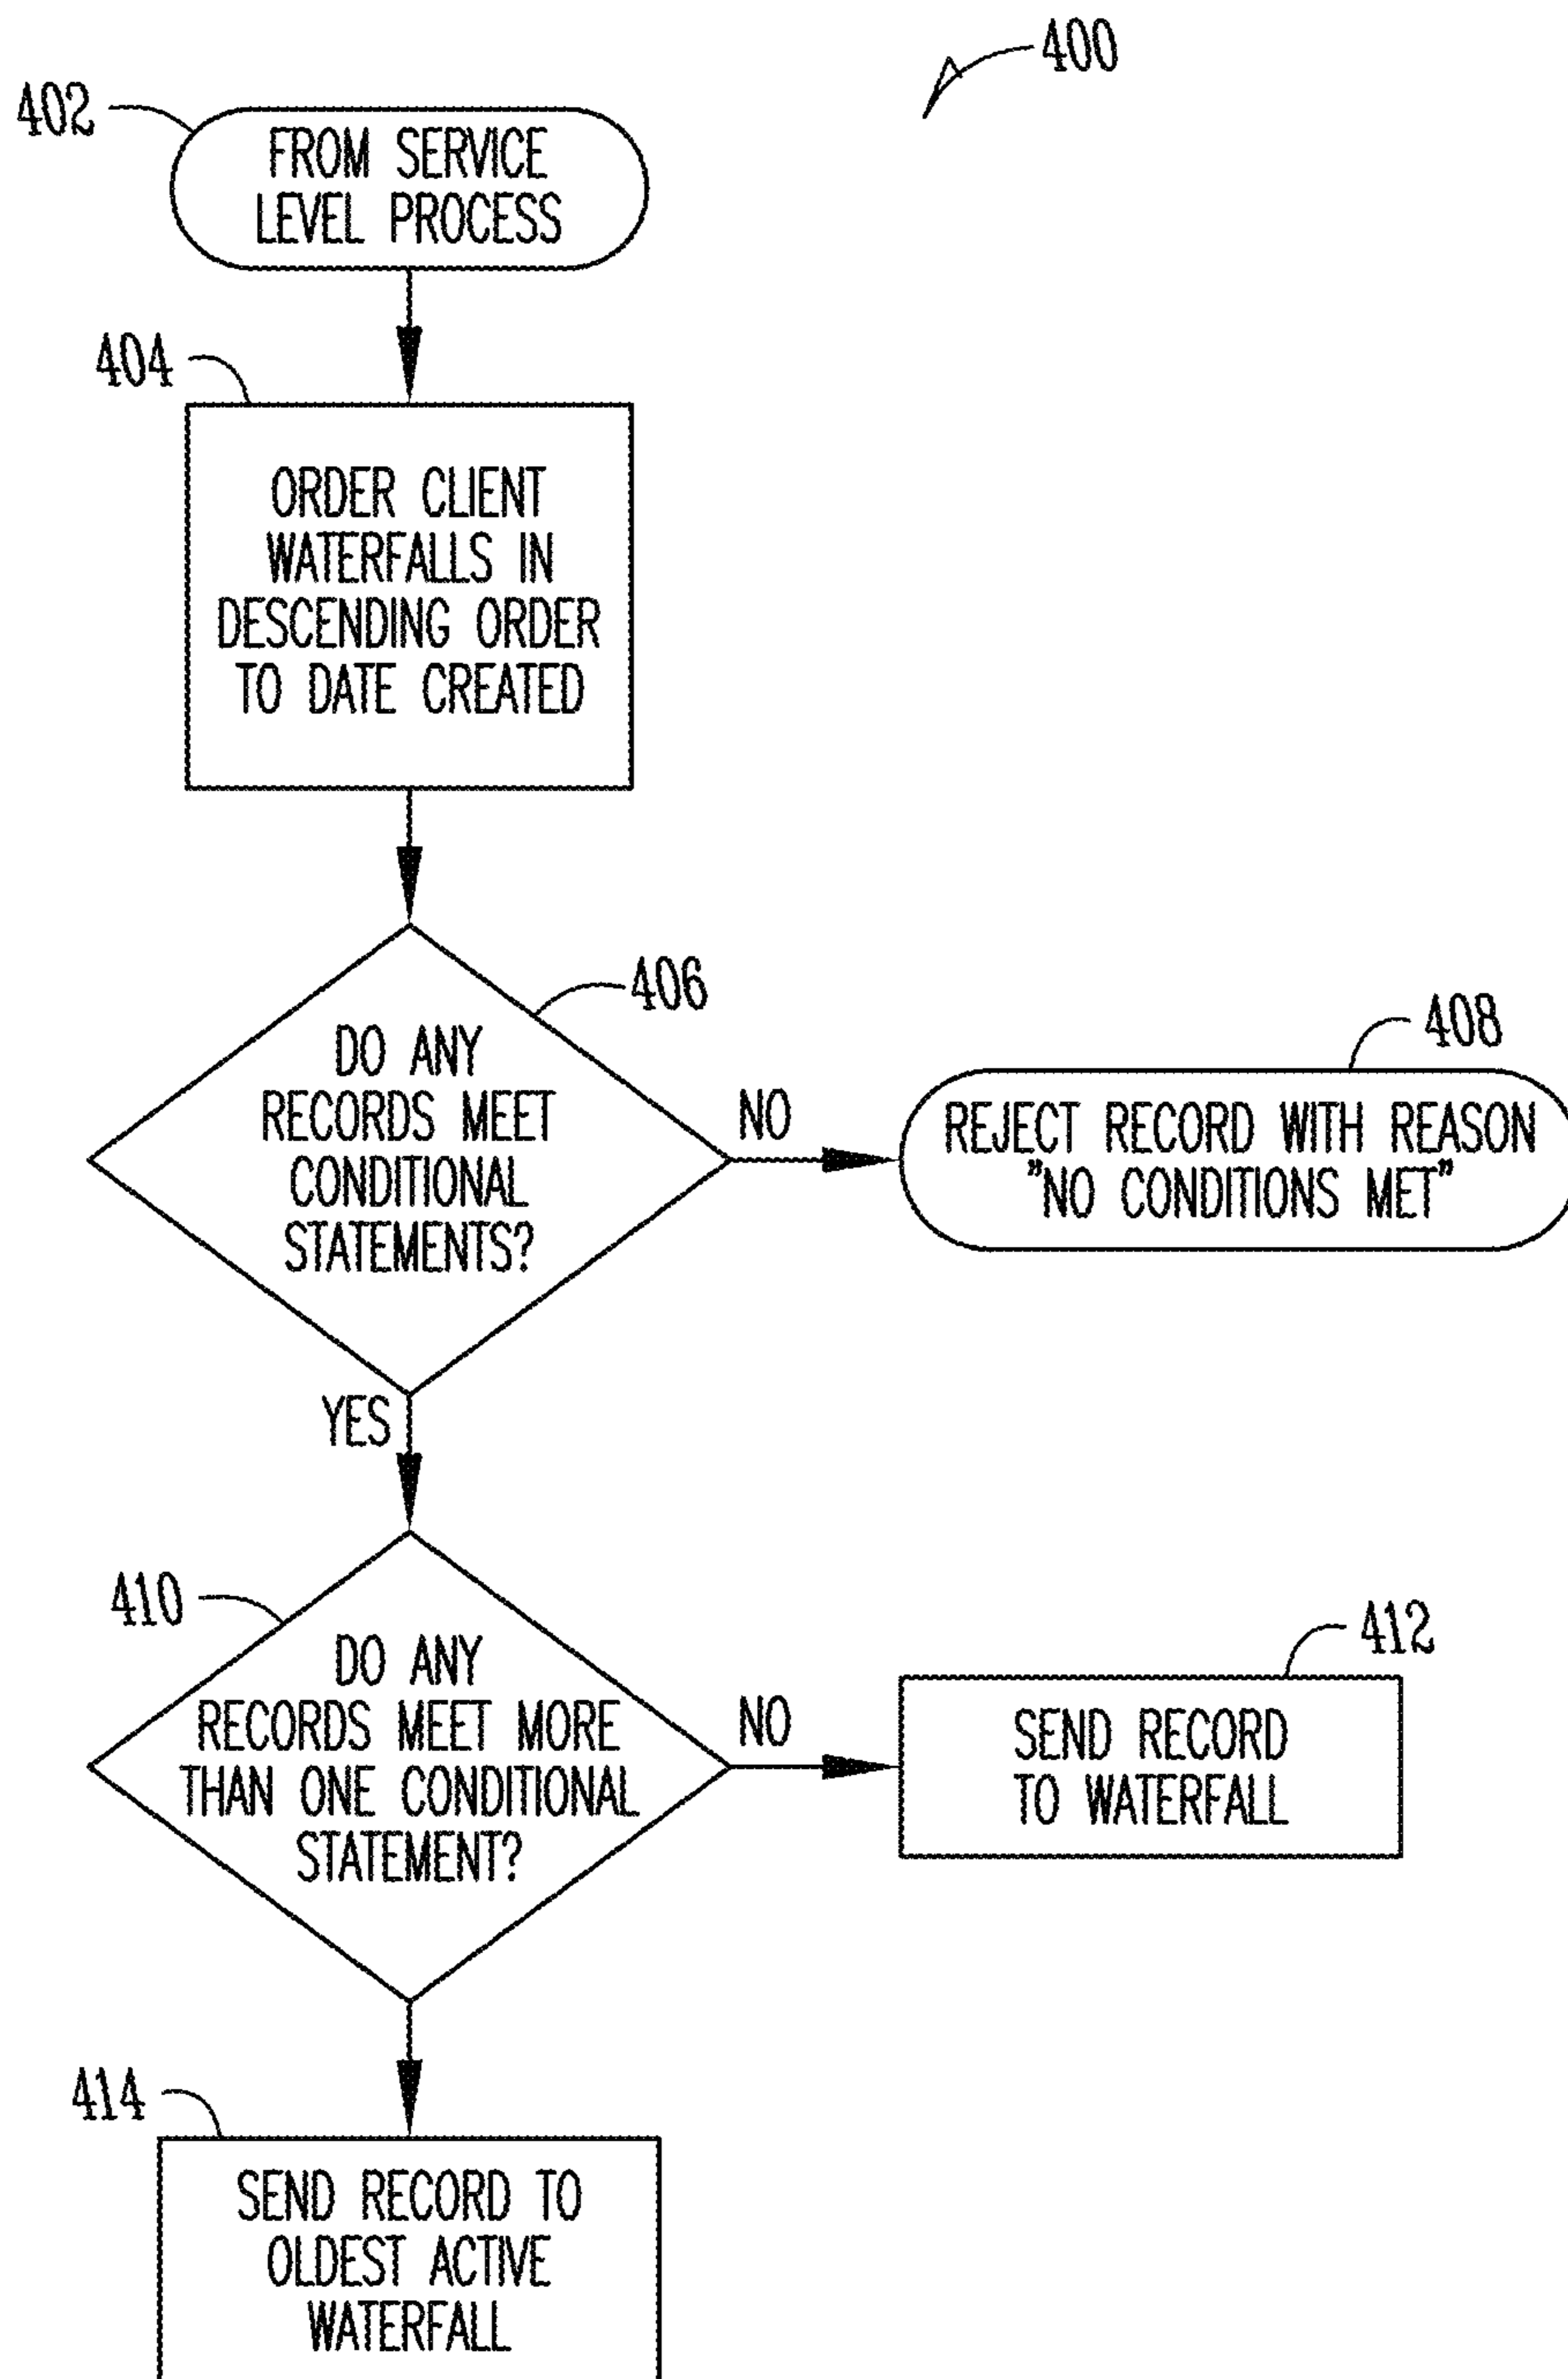 400
402
FROM SERVICE
LEVEL PROCESS
404
ORDER CLIENT
WATERFALLS IN
DESCENDING ORDER
TO DATE CREATED
406
DO ANY
RECORDS MEET
CONDITIONAL
STATEMENTS?
NO
408
REJECT RECORD WITH REASON
"NO CONDITIONS MET"
YES
410
DO ANY
RECORDS MEET MORE
THAN ONE CONDITIONAL
STATEMENT?
NO
412
SEND RECORD
TO WATERFALL
414
SEND RECORD TO
OLDEST ACTIVE
WATERFALL